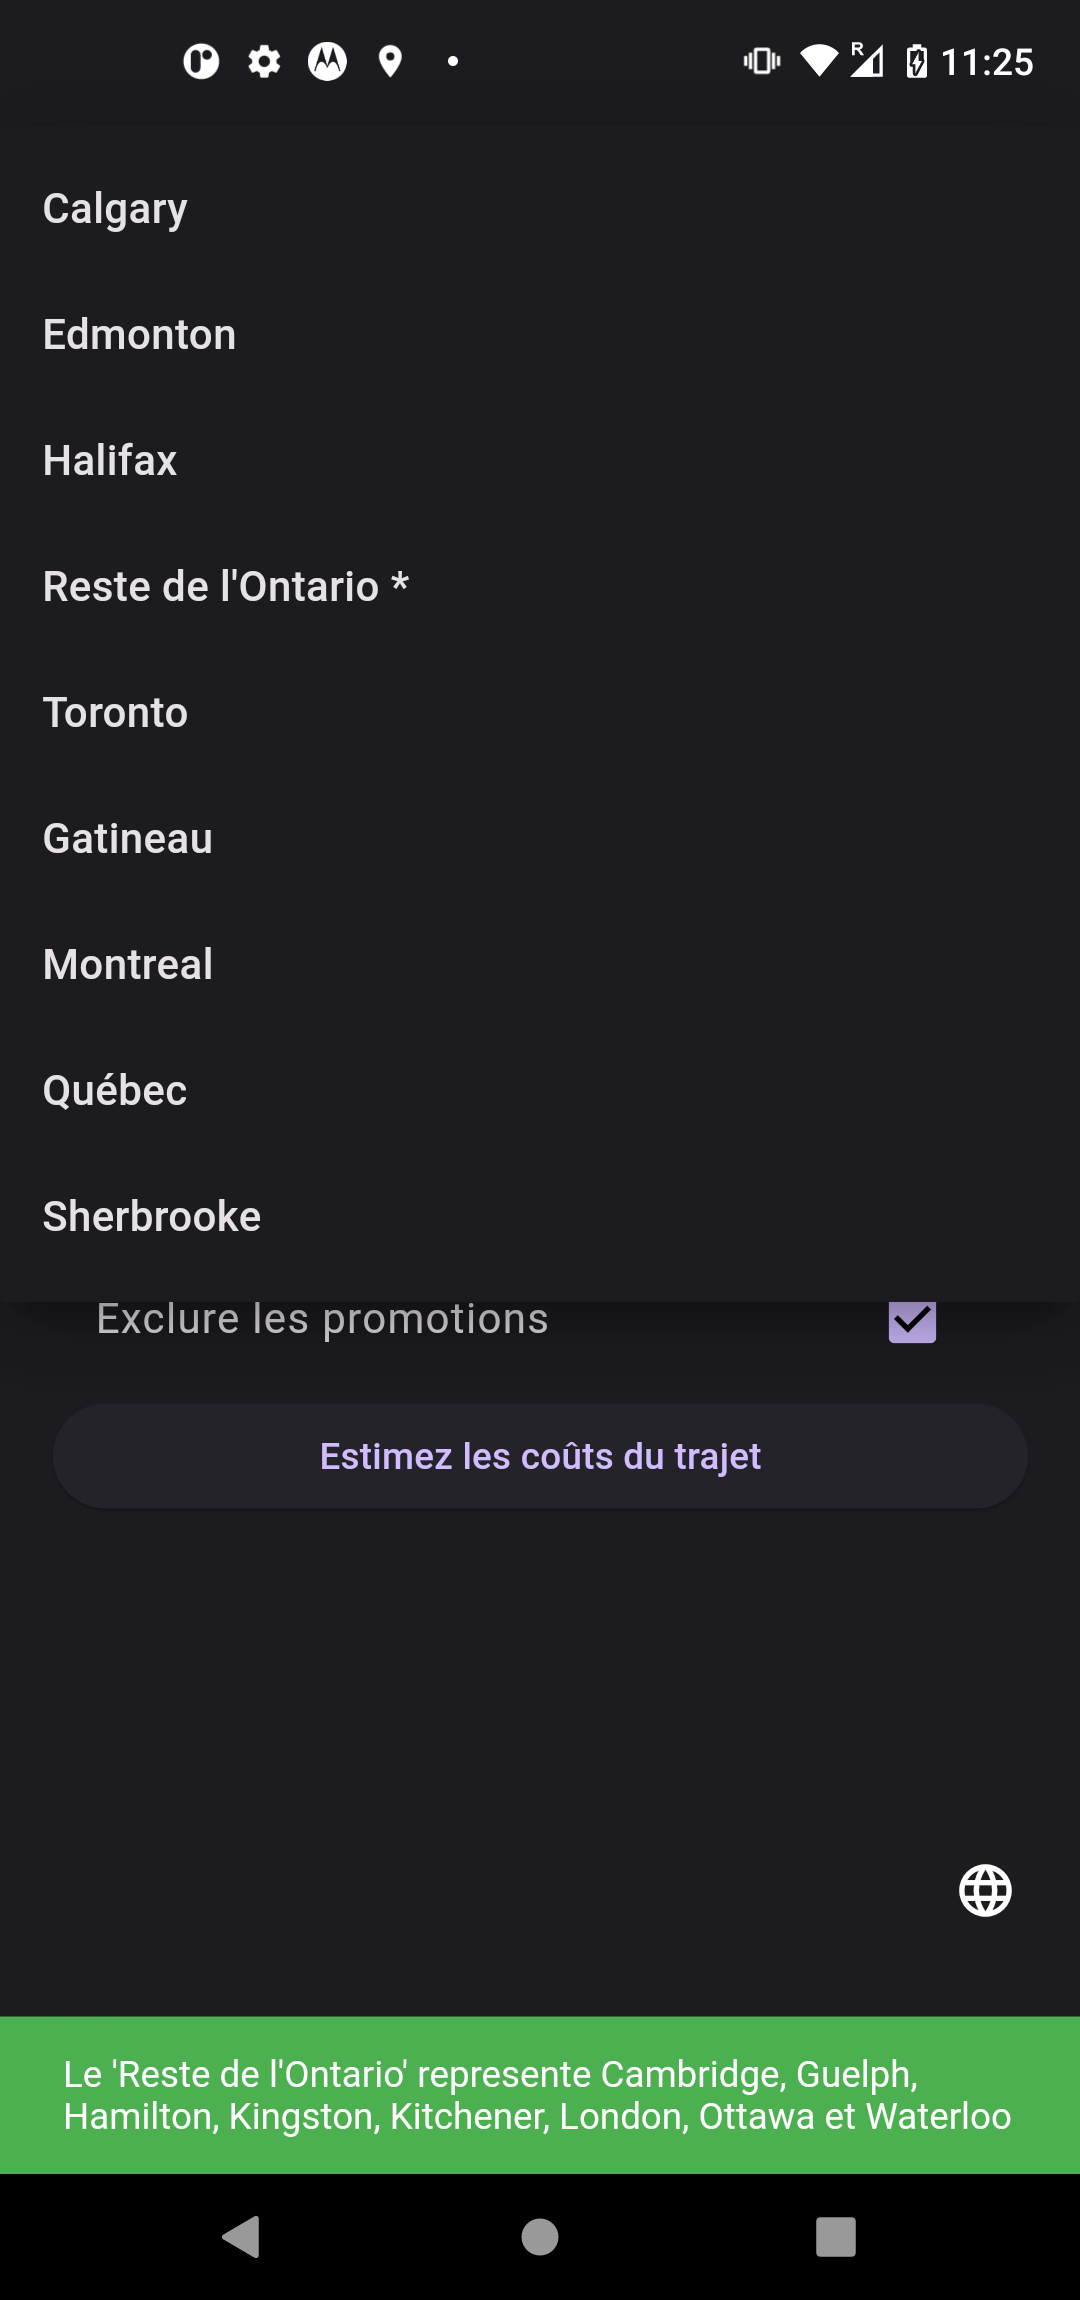 11:25
Calgary
Edmonton
Halifax
Reste de l'Ontario *
Toronto
Gatineau
Montreal
Québec
Sherbrooke
Exclure les promotions
Estimez les coûts du trajet
Le 'Reste de l'Ontario' represente Cambridge, Guelph,
Hamilton, Kingston, Kitchener, London, Ottawa et Waterloo